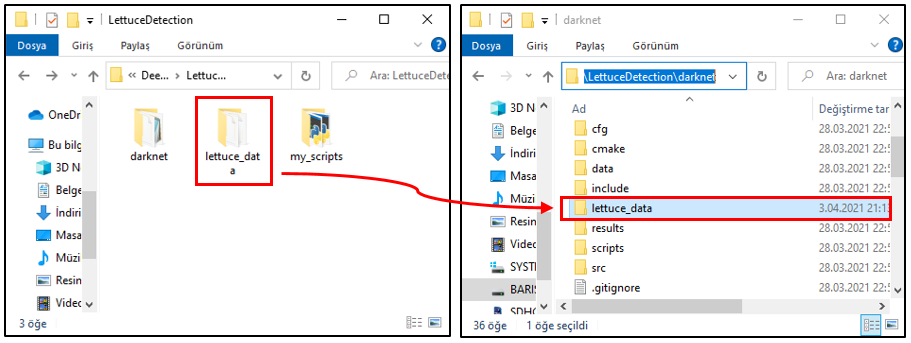 LettuceDetection
Dosya Giriş Paylaş Görünüm
« Dee... › Lettuc...
Ara: LettuceDete
OneDr
Bu bilg
3D N
Belge
İndiri
Masa
Müzi
Resin
Video
darknet
lettuce_dat
a
my_scripts
3 öğe
darknet
Dosya Giriş Paylaş Görünüm
\LettuceDetection\darknet
Ara: darknet
3D N
Belge
İndiri
Masa
Müzi
Resin
Video
SYSTE
BARIS
SDHC
Ad Değiştirme tar
cfg 28.03.2021 22:5
cmake 28.03.2021 22:5
data 28.03.2021 22:5
include 28.03.2021 22:5
lettuce_data 3.04.2021 21:13
results 28.03.2021 22:5
scripts 28.03.2021 22:5
src 28.03.2021 22:5
.gitignore 28.03.2021 22:5
36 öğe 1 öğe seçildi